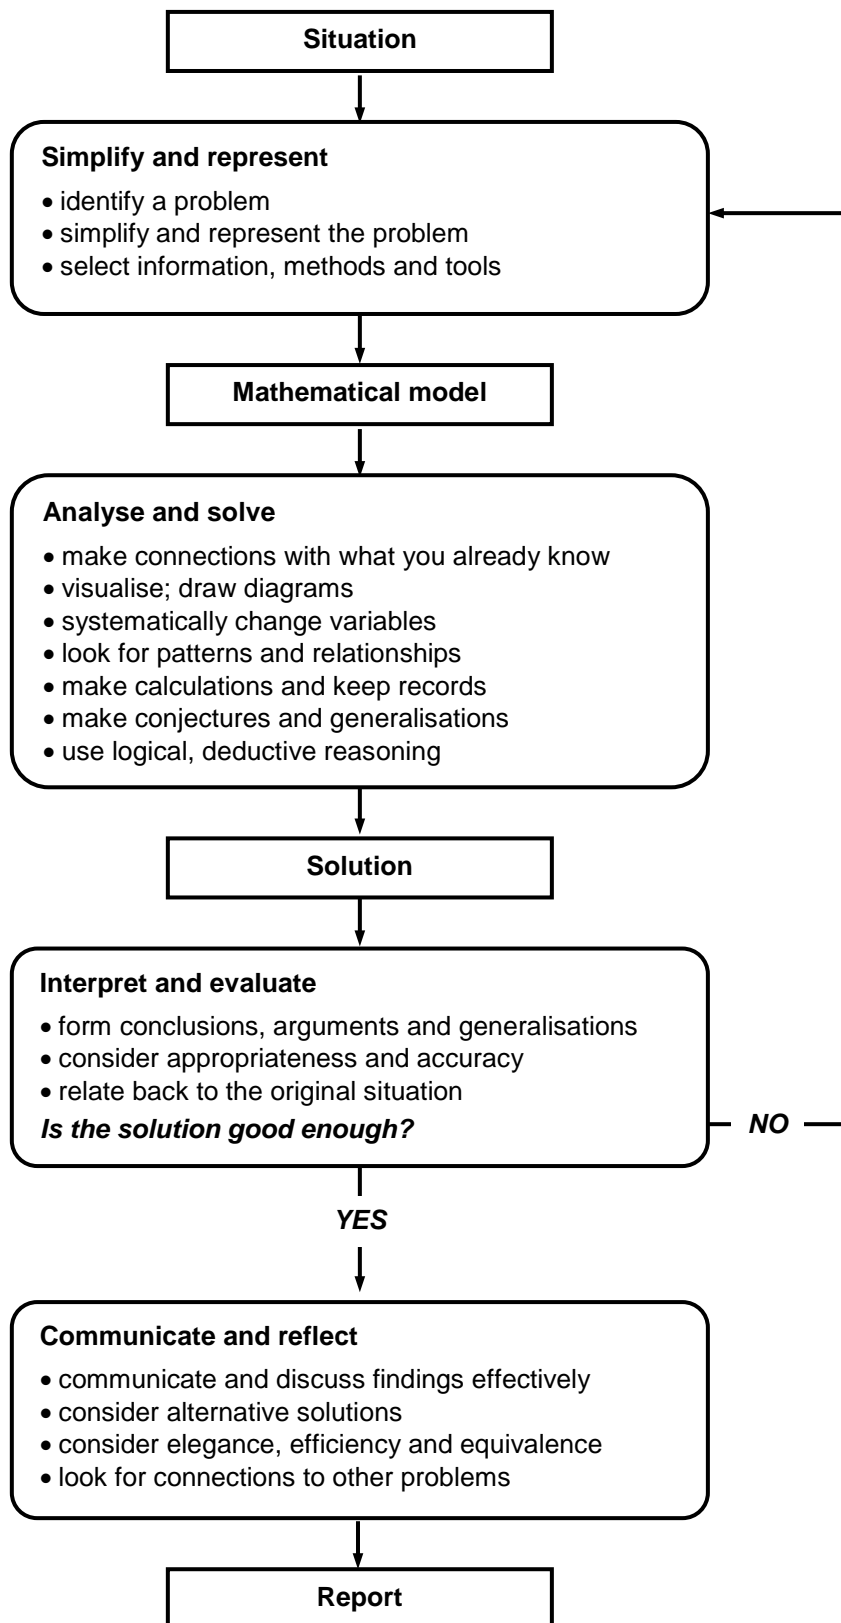 Situation
Simplify and represent
• identify a problem
• simplify and represent the problem
• select information, methods and tools
Mathematical model
Analyse and solve
• make connections with what you already know
• visualise; draw diagrams
• systematically change variables
• look for patterns and relationships
• make calculations and keep records
• make conjectures and generalisations
• use logical, deductive reasoning
Solution
Interpret and evaluate
• form conclusions, arguments and generalisations
• consider appropriateness and accuracy
• relate back to the original situation
Is the solution good enough?
NO
YES
Communicate and reflect
• communicate and discuss findings effectively
• consider alternative solutions
• consider elegance, efficiency and equivalence
• look for connections to other problems
Report